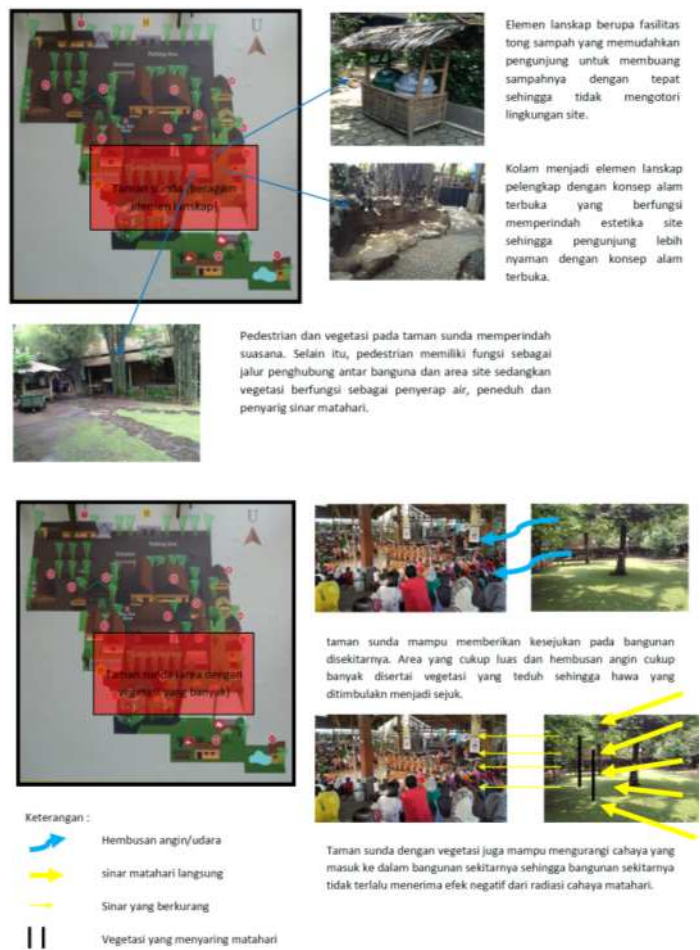 U
Elemen lanskap berupa fasilitas
tong sampah yang memudahkan
pengunjung untuk membuang
sampahnya dengan tepat
sehingga tidak mengotori
lingkungan site.
Taman sunda (beragam
elemen lanskap)
Kolam menjadi elemen lanskap
pelengkap dengan konsep alam
terbuka yang berfungsi
memperindah estetika site
sehingga pengunjung lebih
nyaman dengan konsep alam
terbuka.
Pedestrian dan vegetasi pada taman sunda memperindah
suasana. Selain itu, pedestrian memiliki fungsi sebagai
jalur penghubung antar banguna dan area site sedangkan
vegetasi berfungsi sebagai penyerap air, peneduh dan
penyarig sinar matahari.
U
Taman sunda (area dengan
vegetasi yang banyak)
taman sunda mampu memberikan kesejukan pada bangunan
disekitarnya. Area yang cukup luas dan hembusan angin cukup
banyak disertai vegetasi yang teduh sehingga hawa yang
ditimbulakn menjadi sejuk.
Keterangan :
Hembusan angin/udara
sinar matahari langsung
Sinar yang berkurang
Vegetasi yang menyaring matahari
Taman sunda dengan vegetasi juga mampu mengurangi cahaya yang
masuk ke dalam bangunan sekitarnya sehingga bangunan sekitarnya
tidak terlalu menerima efek negatif dari radiasi cahaya matahari.